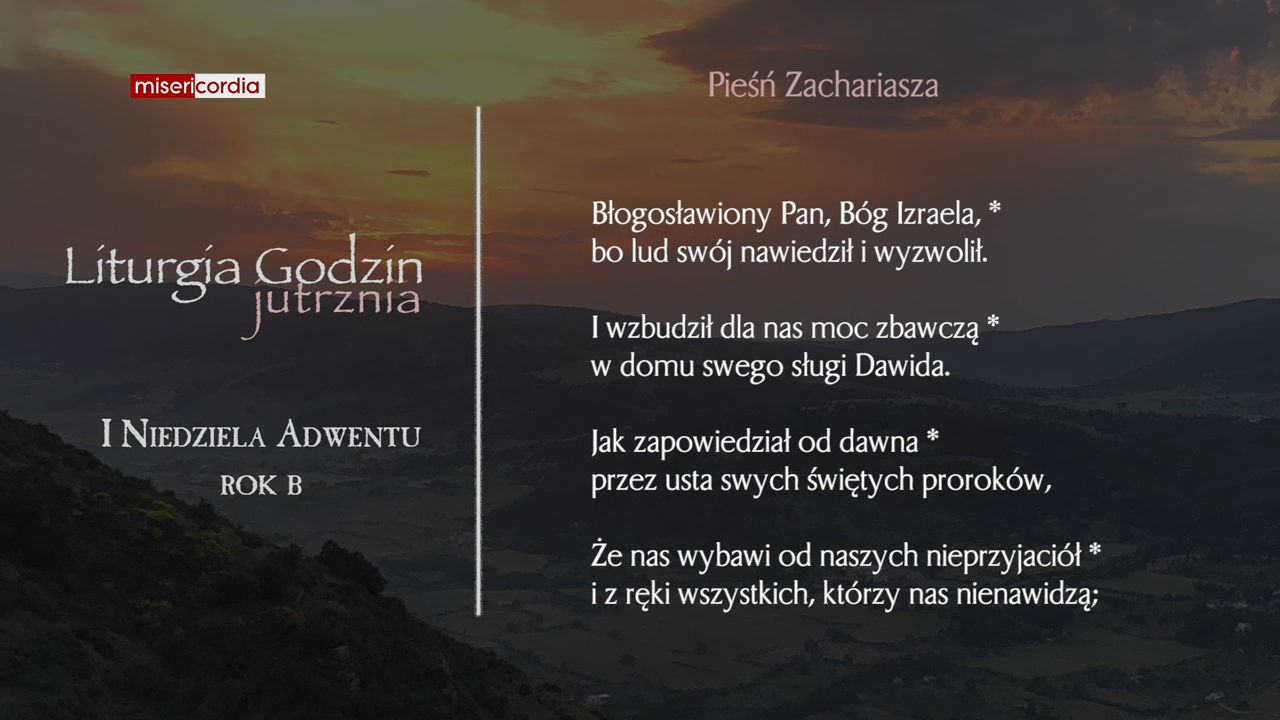 misericordia
Liturgia Godzin
jutrznia
I Niedziela Adwentu
rok B
Pieśń Zachariasza
Błogosławiony Pan, Bóg Izraela, *
bo lud swój nawiedził i wyzwolił.
I wzbudził dla nas moc zbawczą *
w domu swego sługi Dawida.
Jak zapowiedział od dawna *
przez usta swych świętych proroków,
Że nas wybawi od naszych nieprzyjaciół *
i z ręki wszystkich, którzy nas nienawidzą;